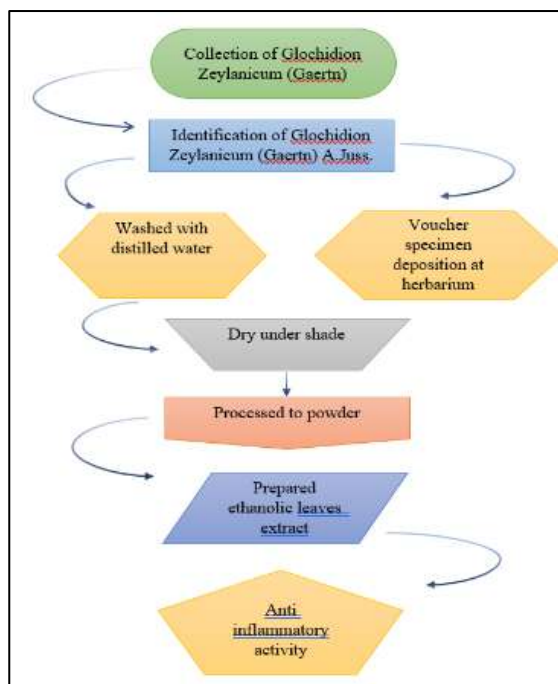 Collection of Glochidion
Zeylanicum (Gaertn)
Identification of Glochidion
Zeylanicum (Gaertn) A.Juss.
Washed with
distilled water
Voucher
specimen
deposition at
herbarium
Dry under shade
Processed to powder
Prepared
ethanolic leaves
extract
Anti
inflammatory
activity